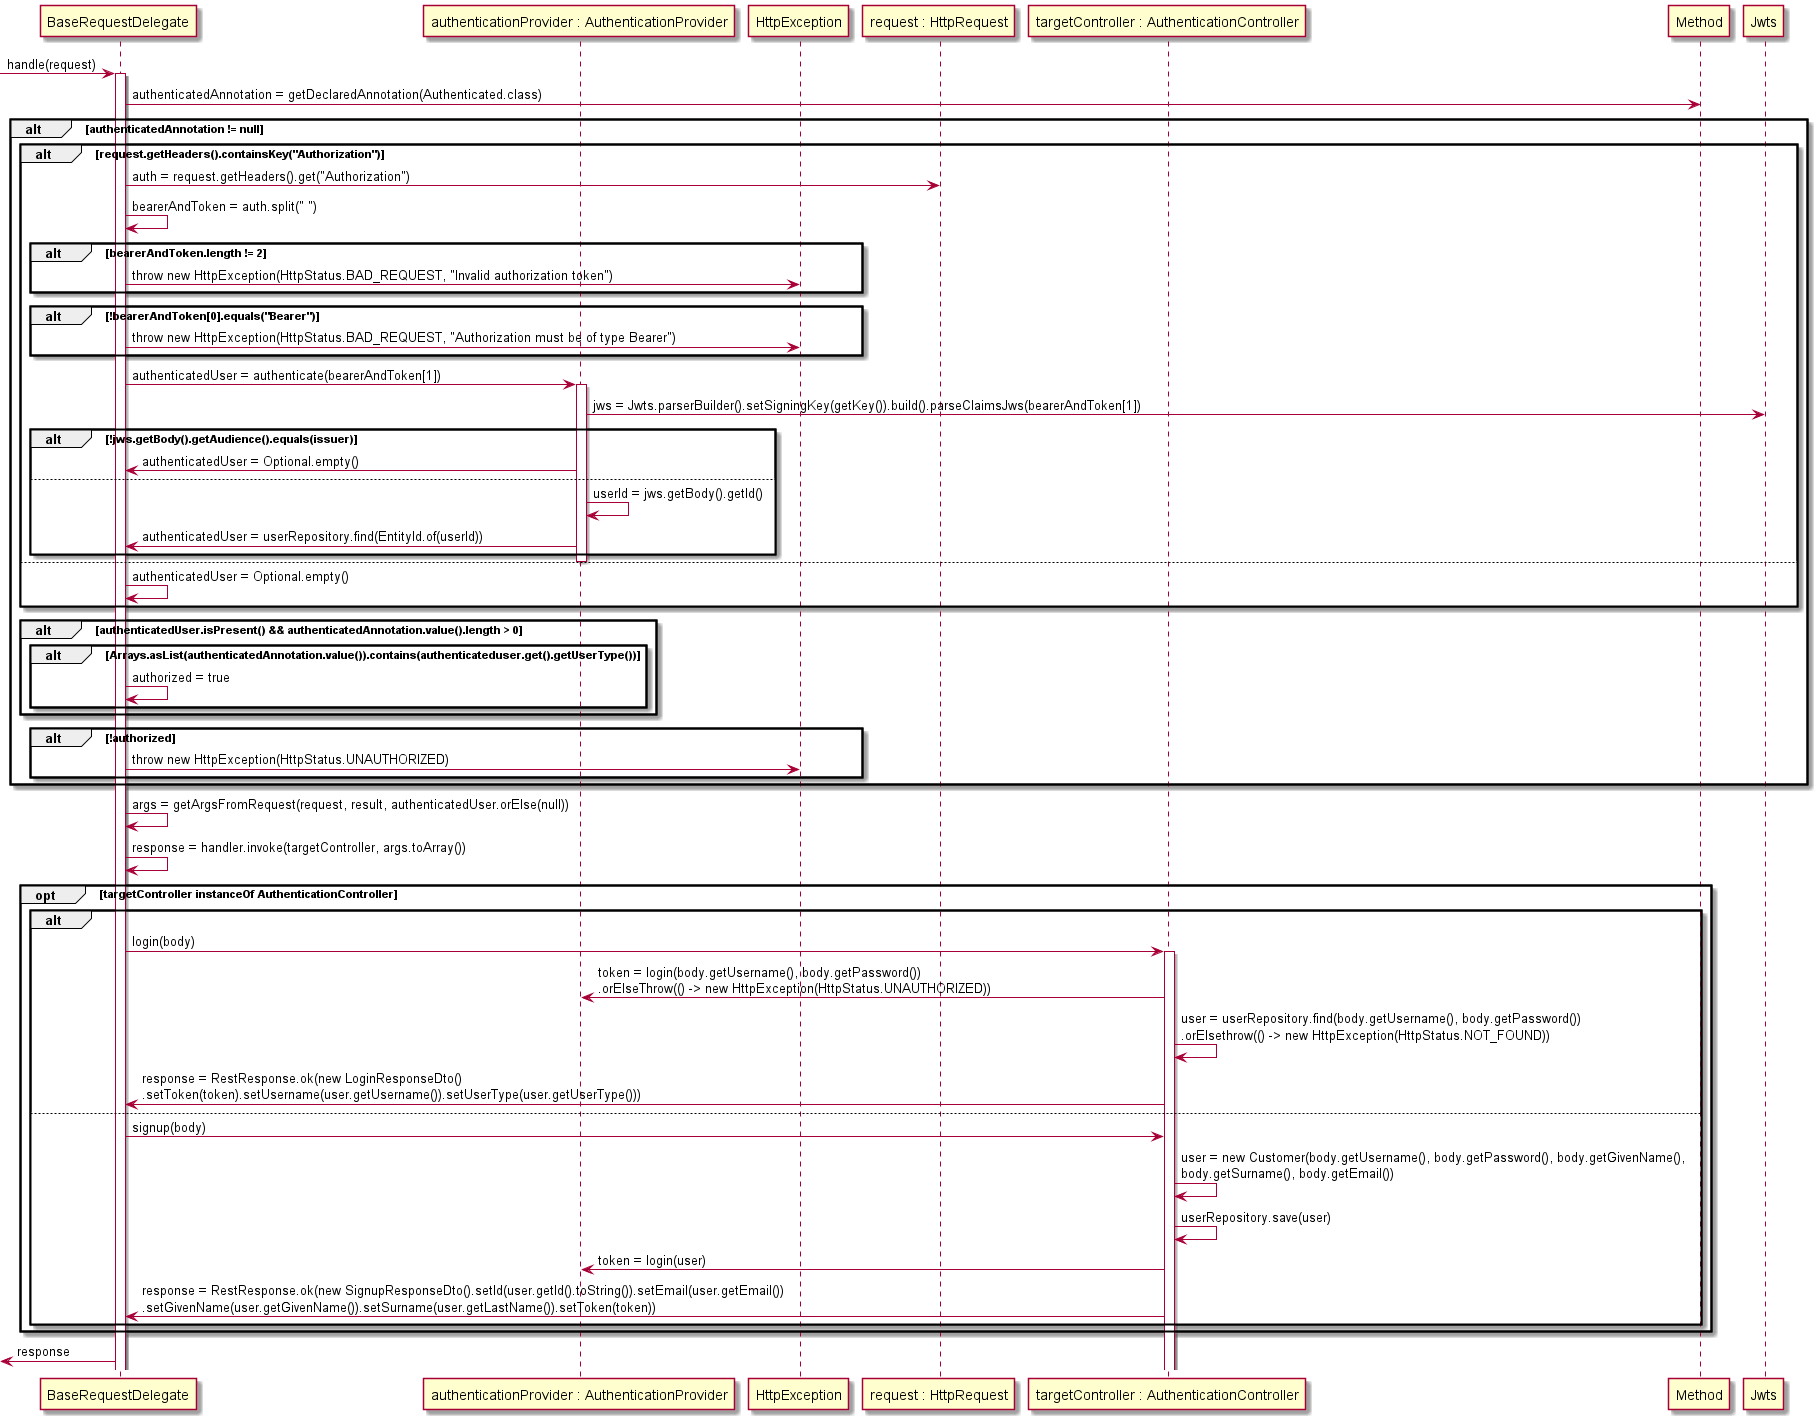 BaseRequestDelegate authenticationProvider : AuthenticationProvider HttpException request : HttpRequest targetController : AuthenticationController Method Jwts
handle(request)
authenticatedAnnotation = getDeclaredAnnotation(Authenticated.class)
alt [authenticatedAnnotation != null]
alt [request.getHeaders().containsKey("Authorization")]
auth = request.getHeaders().get("Authorization")
bearerAndToken = auth.split(" ")
alt [bearerAndToken.length != 2]
throw new HttpException(HttpStatus.BAD_REQUEST, "Invalid authorization token")
alt [!bearerAndToken[0].equals("Bearer")]
throw new HttpException(HttpStatus.BAD_REQUEST, "Authorization must be of type Bearer")
authenticatedUser = authenticate(bearerAndToken[1])
jws = Jwts.parserBuilder().setSigningKey(getKey()).build().parseClaimsJws(bearerAndToken[1])
alt [!jws.getBody().getAudience().equals(issuer)]
authenticatedUser = Optional.empty()
userId = jws.getBody().getId()
authenticatedUser = userRepository.find(EntityId.of(userId))
authenticatedUser = Optional.empty()
alt [authenticatedUser.isPresent() && authenticatedAnnotation.value().length > 0]
alt [Arrays.asList(authenticatedAnnotation.value()).contains(authenticateduser.get().getUserType())]
authorized = true
alt [!authorized]
throw new HttpException(HttpStatus.UNAUTHORIZED)
args = getArgsFromRequest(request, result, authenticatedUser.orElse(null))
response = handler.invoke(targetController, args.toArray())
opt [targetController instanceOf AuthenticationController]
alt
login(body)
token = login(body.getUsername(), body.getPassword())
.orElseThrow(() -> new HttpException(HttpStatus.UNAUTHORIZED))
user = userRepository.find(body.getUsername(), body.getPassword())
.orElsethrow(() -> new HttpException(HttpStatus.NOT_FOUND))
response = RestResponse.ok(new LoginResponseDto()
.setToken(token).setUsername(user.getUsername()).setUserType(user.getUserType()))
signup(body)
user = new Customer(body.getUsername(), body.getPassword(), body.getGivenName(),
body.getSurname(), body.getEmail())
userRepository.save(user)
token = login(user)
response = RestResponse.ok(new SignupResponseDto().setId(user.getId().toString()).setEmail(user.getEmail())
.setGivenName(user.getGivenName()).setSurname(user.getLastName()).setToken(token))
response
BaseRequestDelegate authenticationProvider : AuthenticationProvider HttpException request : HttpRequest targetController : AuthenticationController Method Jwts